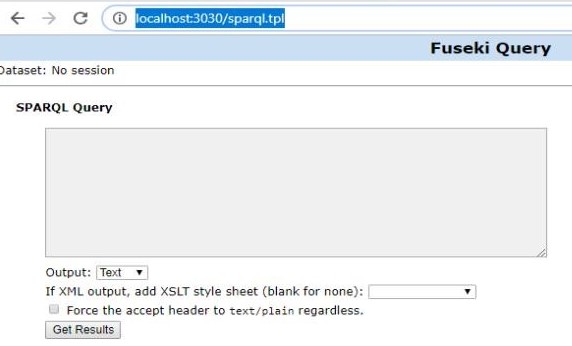 localhost:3030/sparql.tpl
Fuseki Query
Dataset: No session
SPARQL Query
Output: Text
If XML output, add XSLT style sheet (blank for none):
Force the accept header to text/plain regardless.
Get Results